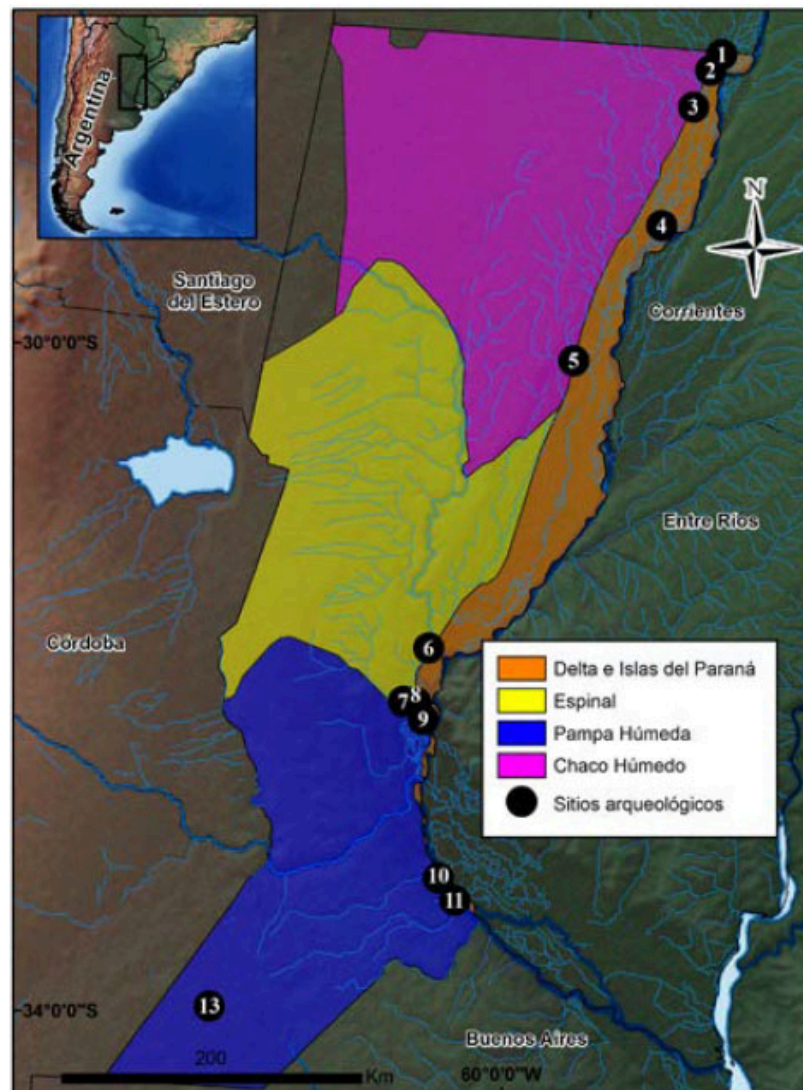 Argentina
1
2
3
N
4
Santiago
del Estero
Corrientes
30°0'0"S
5
Entre Ríos
Córdoba
6
Delta e Islas del Paraná
7
8
9
Espinal
Pampa Húmeda
Chaco Húmedo
Sitios arqueológicos
10
11
13
34°0'0"S
Buenos Aires
200
Km
60°0'0"W